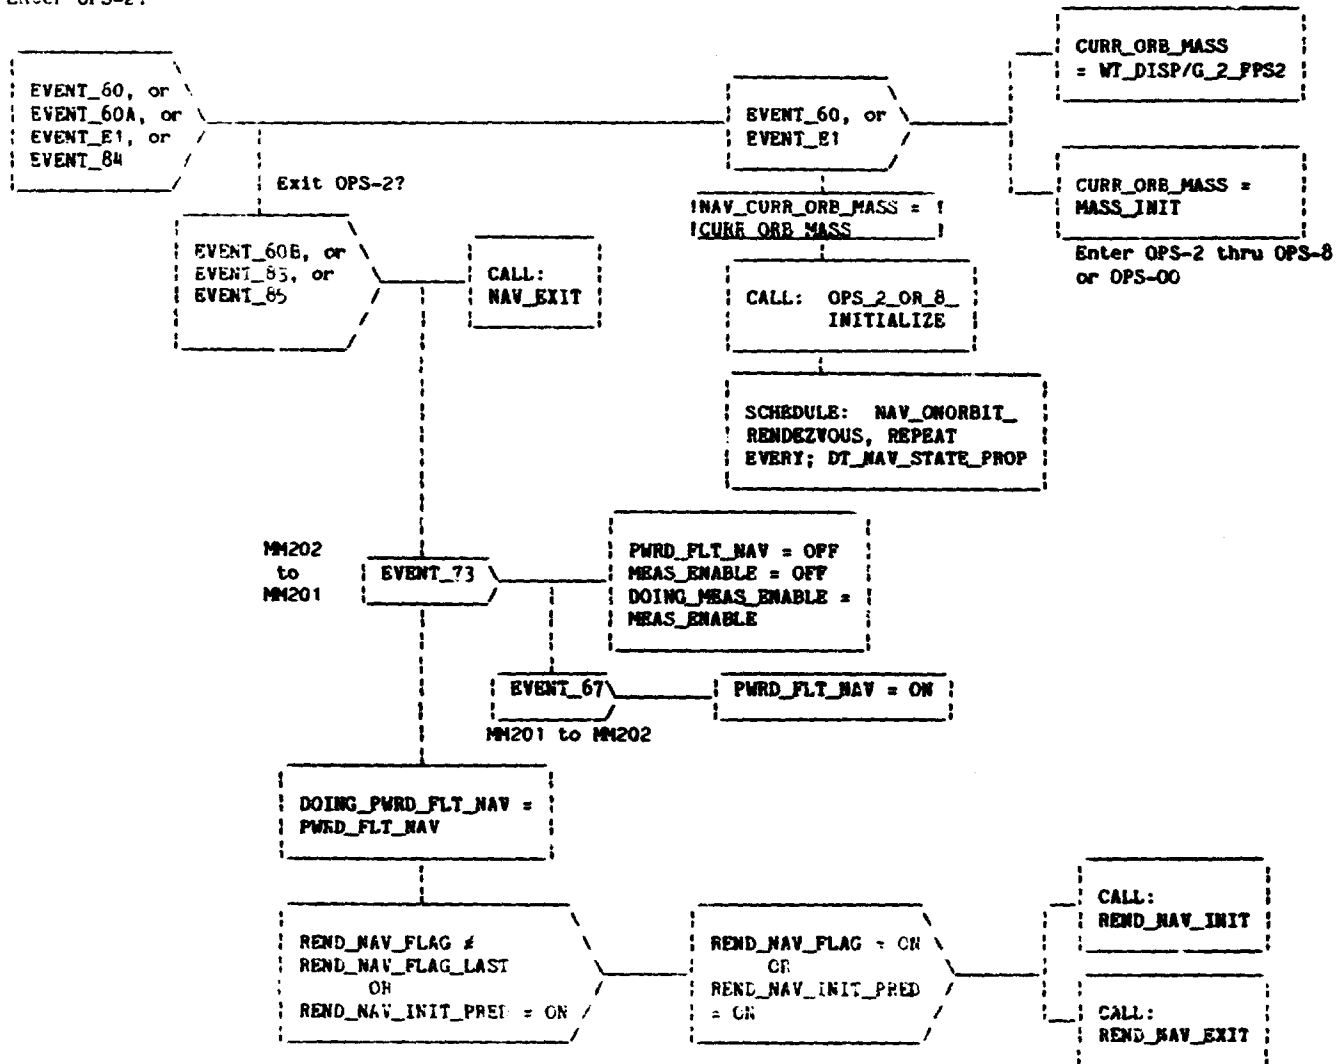 Enter OPS-2?
EVENT_60, or
EVENT_60A, or
EVENT_E1, or
EVENT_84
EVENT_60, or
EVENT_E1
CURR_ORB_MASS
= WT_DISP/G_2_FPS2
CURR_ORB_MASS =
MASS_INIT
Enter OPS-2 thru OPS-8
or OPS-00
Exit OPS-2?
EVENT_60B, or
EVENT_83, or
EVENT_85
CALL:
NAV_EXIT
NAV_CURR_ORB_MASS =
CURR_ORB_MASS
CALL: OPS_2_OR_8_
INITIALIZE
SCHEDULE: NAV_ONORBIT_
RENDEZVOUS, REPEAT
EVERY; DT_NAV_STATE_PROP
MM202
to
MM201
EVENT_73
PWRD_FLT_NAV = OFF
MEAS_ENABLE = OFF
DOING_MEAS_ENABLE =
MEAS_ENABLE
EVENT_67
PWRD_FLT_NAV = ON
MM201 to MM202
DOING_PWRD_FLT_NAV =
PWRD_FLT_NAV
REND_NAV_FLAG ≠
REND_NAV_FLAG_LAST
OR
REND_NAV_INIT_PRED = ON
REND_NAV_FLAG = ON
OR
REND_NAV_INIT_PRED
= ON
CALL:
REND_NAV_INIT
CALL:
REND_NAV_EXIT